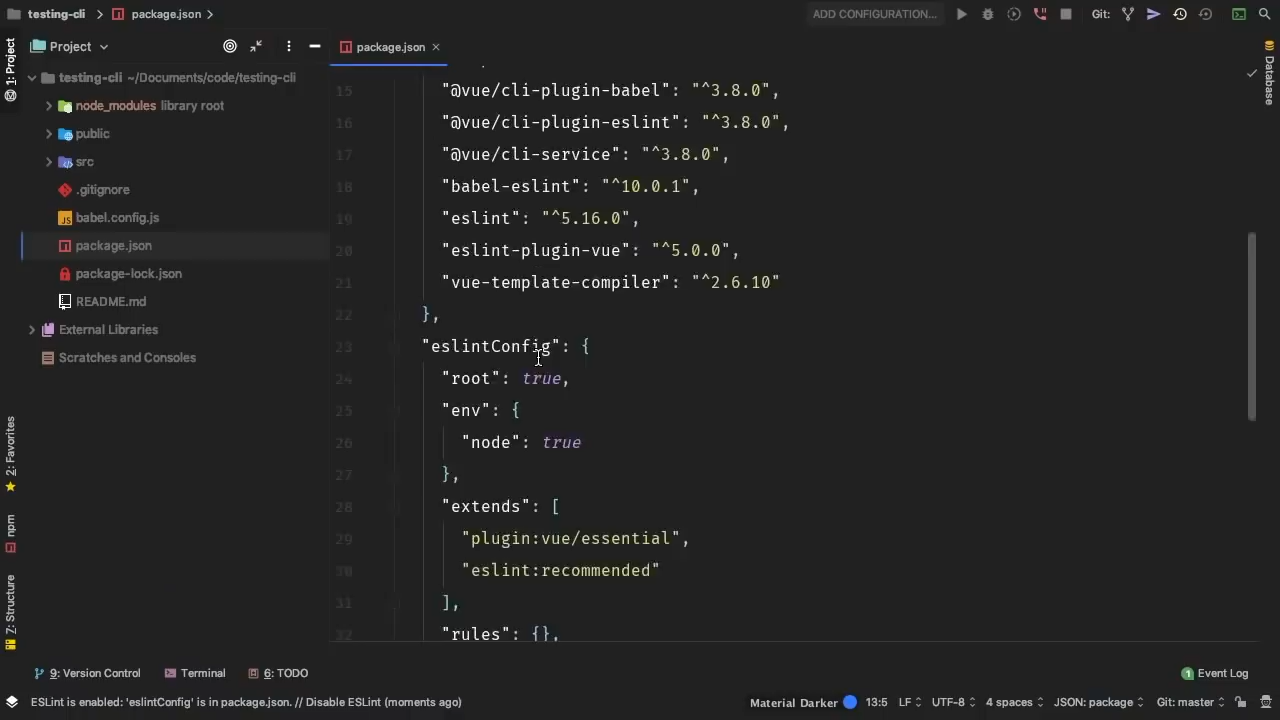 testing-cli package.json ADD CONFIGURATION... Git:
1: Project
Project
package.json
Database
testing-cli ~/Documents/code/testing-cli
node_modules library root
public
src
.gitignore
babel.config.js
package.json
package-lock.json
README.md
External Libraries
Scratches and Consoles
15 "@vue/cli-plugin-babel": "^3.8.0",
16 "@vue/cli-plugin-eslint": "^3.8.0",
17 "@vue/cli-service": "^3.8.0",
18 "babel-eslint": "^10.0.1",
19 "eslint": "^5.16.0",
20 "eslint-plugin-vue": "^5.0.0",
21 "vue-template-compiler": "^2.6.10"
22 },
23 "eslintConfig": {
24 "root": true,
25 "env": {
26 "node": true
27 },
28 "extends": [
29 "plugin:vue/essential",
30 "eslint:recommended"
31 ],
32 "rules": {},
2: Favorites
npm
7: Structure
9: Version Control Terminal 6: TODO 1 Event Log
ESLint is enabled: 'eslintConfig' is in package.json. // Disable ESLint (moments ago) Material Darker 13:5 LF UTF-8 4 spaces JSON: package Git: master